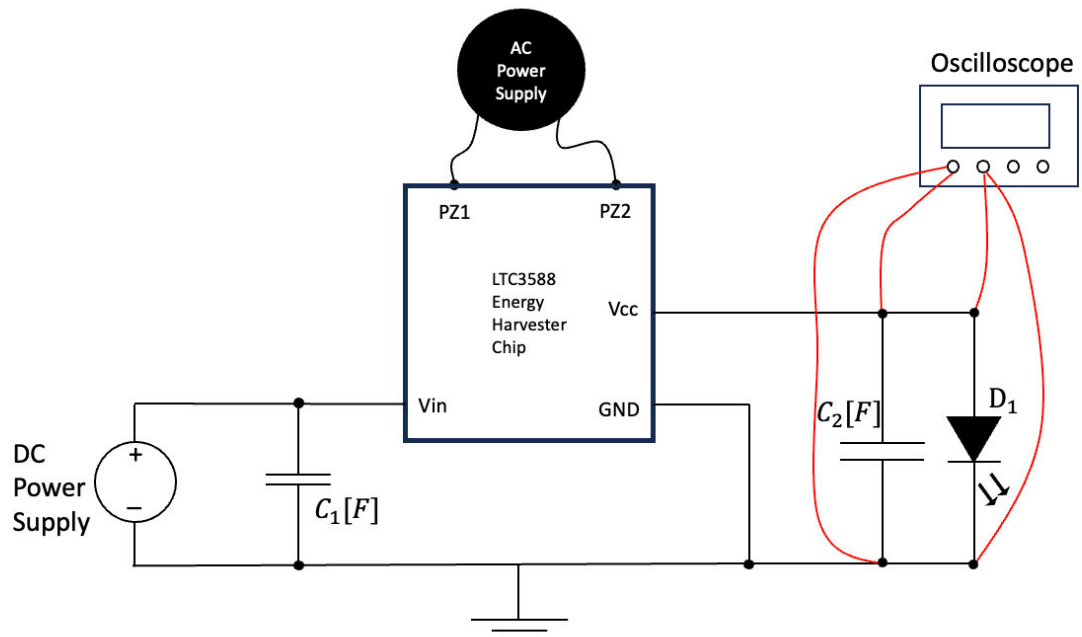 AC
Power
Supply
Oscilloscope
PZ1
PZ2
LTC3588
Energy
Harvester
Chip
Vcc
Vin
GND
C₂[F]
D₁
DC
Power
Supply
+
−
C₁[F]